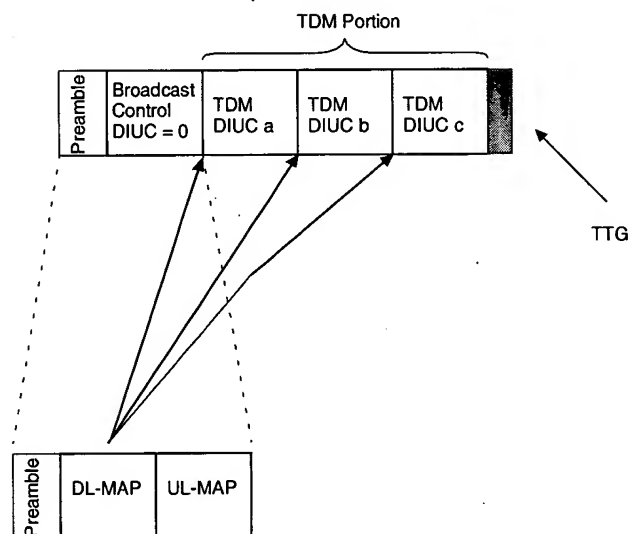 TDM Portion
Preamble
Broadcast
Control
DIUC = 0
TDM
DIUC a
TDM
DIUC b
TDM
DIUC c
TTG
Preamble
DL-MAP
UL-MAP